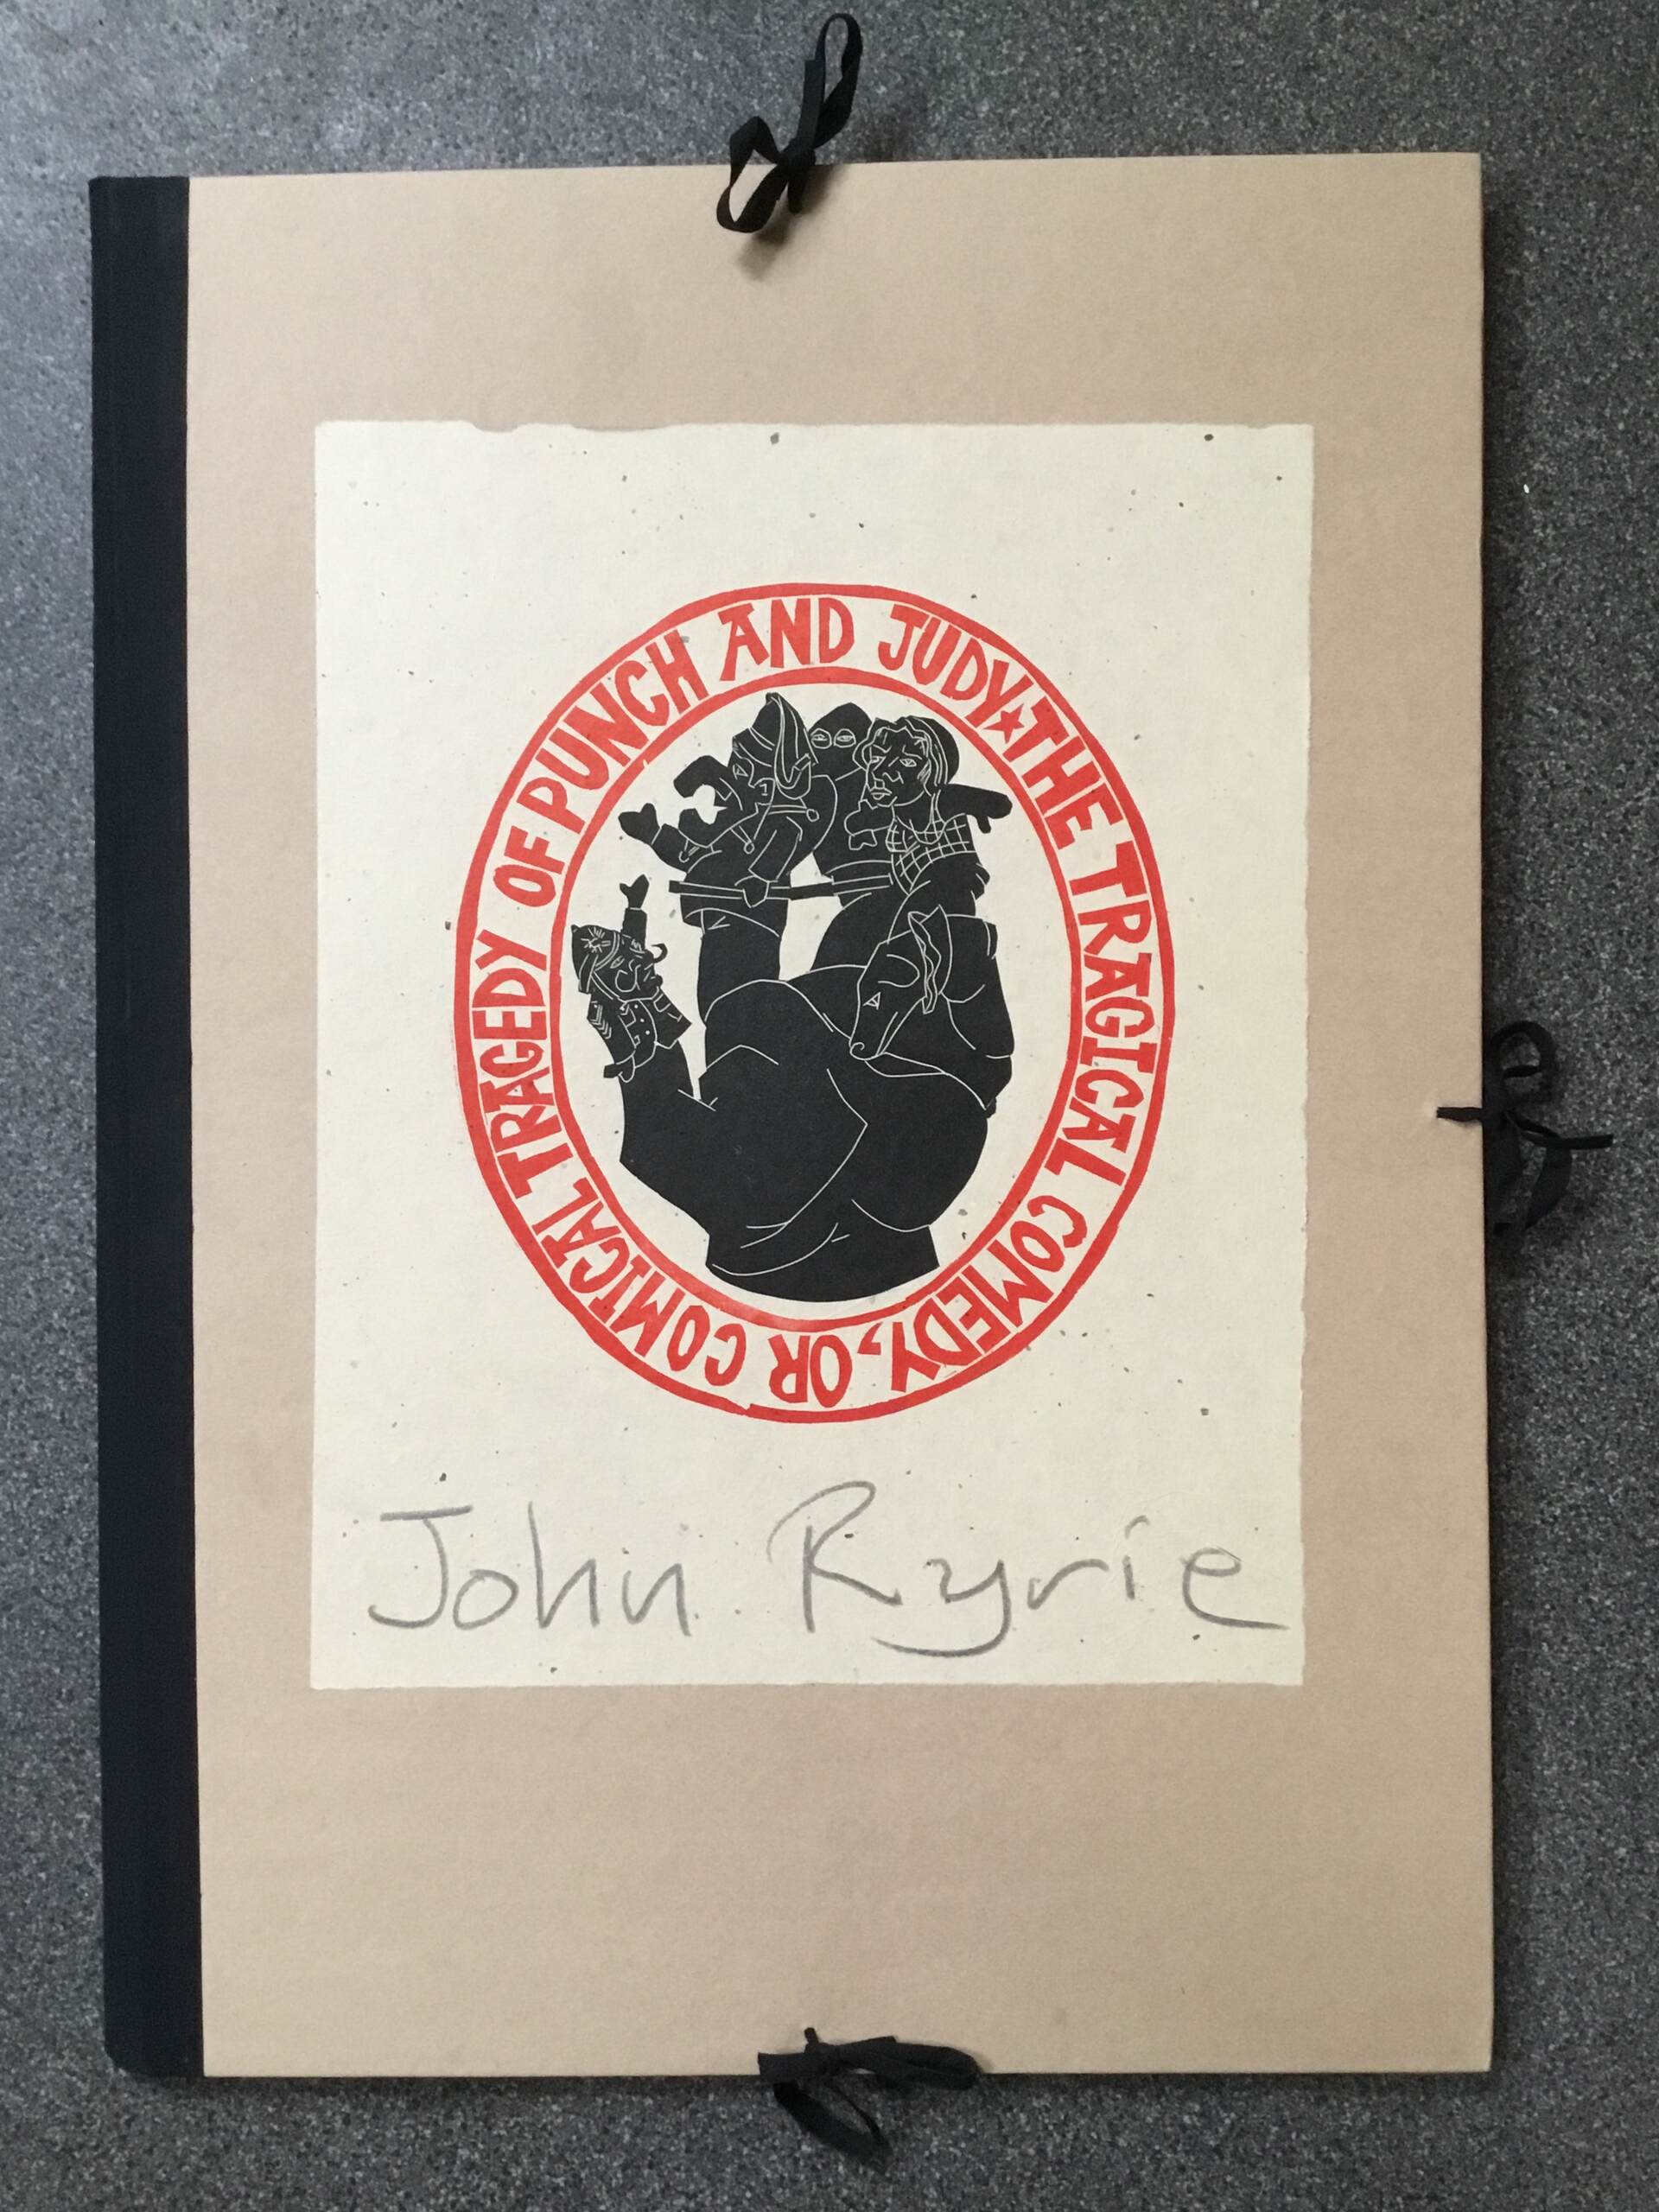 THE TRAGICAL COMEDY, OR COMICAL TRAGEDY OF PUNCH AND JUDY★
John Ryrie